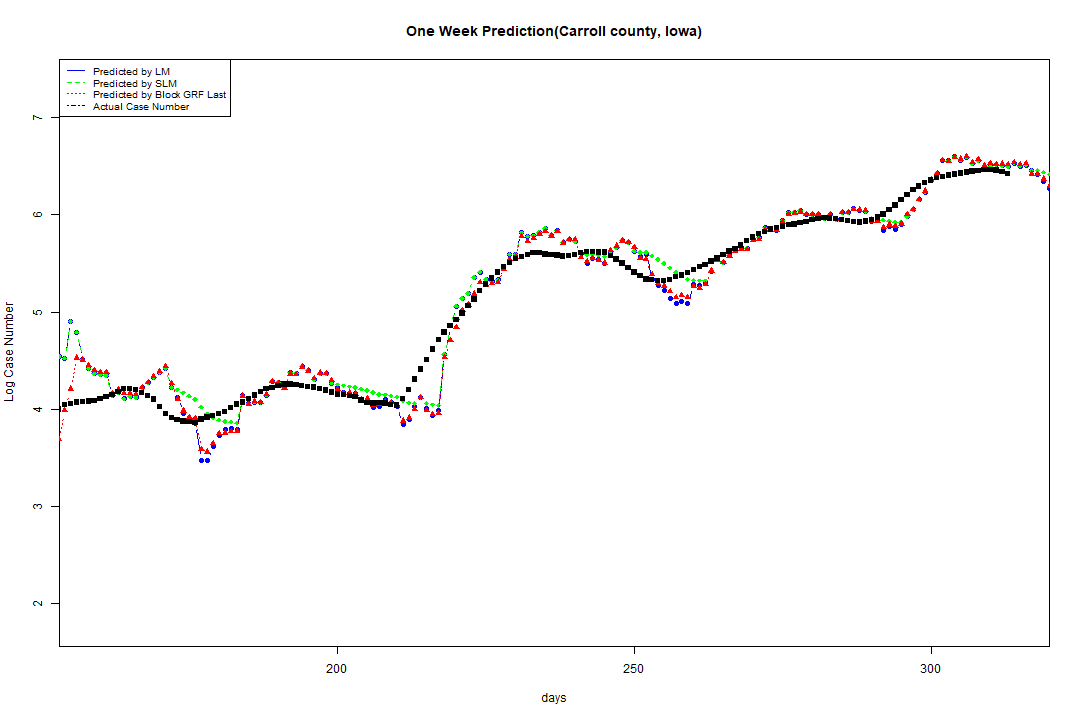 One Week Prediction(Carroll county, Iowa)
Predicted by LM
Predicted by SLM
Predicted by Block GRF Last
Actual Case Number
7
6
5
4
3
2
Log Case Number
200
250
300
days